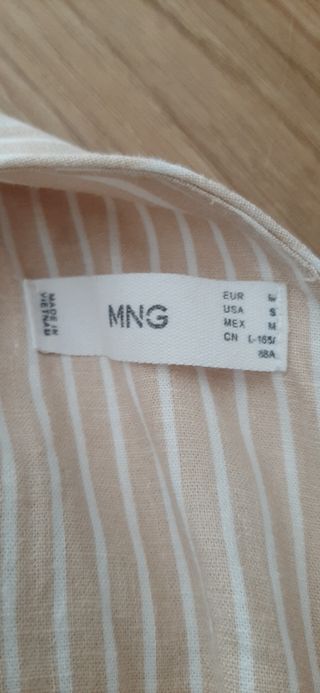 MADE IN
VIETNAM
MNG
EUR M
USA S
MEX M
CN L-165/
88A